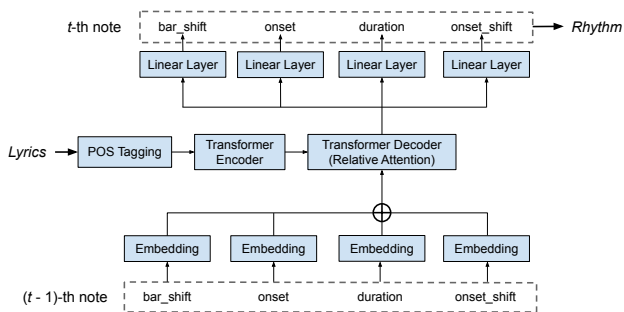 t-th note bar_shift onset duration onset_shift Rhythm
Linear Layer Linear Layer Linear Layer Linear Layer
Lyrics POS Tagging Transformer Encoder Transformer Decoder (Relative Attention)
Embedding Embedding Embedding Embedding
(t - 1)-th note bar_shift onset duration onset_shift